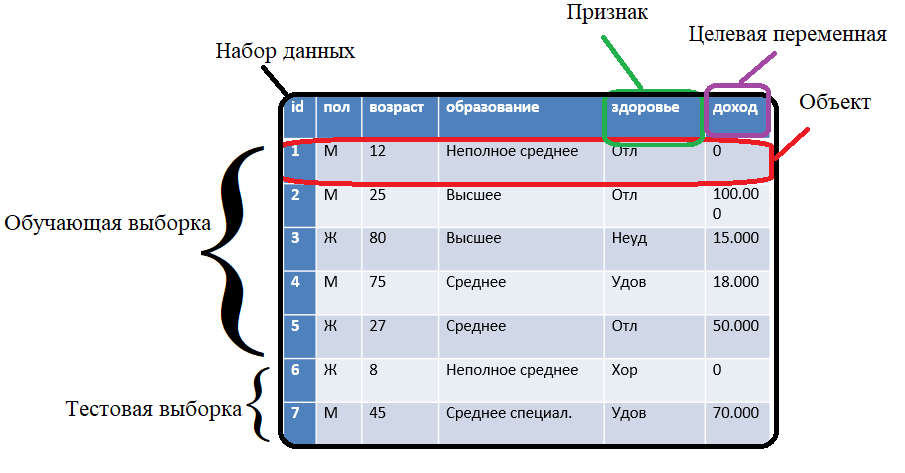 Признак
Целевая переменная
Набор данных
Объект
id пол возраст образование здоровье доход
1 М 12 Неполное среднее Отл 0
2 М 25 Высшее Отл 100.00
0
3 Ж 80 Высшее Неуд 15.000
4 М 75 Среднее Удов 18.000
5 Ж 27 Среднее Отл 50.000
6 Ж 8 Неполное среднее Хор 0
7 М 45 Среднее специал. Удов 70.000
Обучающая выборка
Тестовая выборка